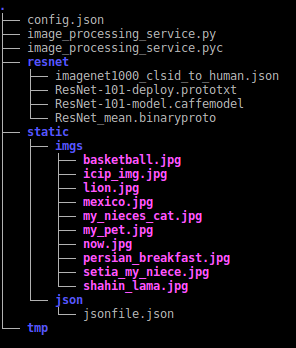 .
├── config.json
├── image_processing_service.py
├── image_processing_service.pyc
├── resnet
│   ├── imagenet1000_clsid_to_human.json
│   ├── ResNet-101-deploy.prototxt
│   ├── ResNet-101-model.caffemodel
│   └── ResNet_mean.binaryproto
├── static
│   ├── imgs
│   │   ├── basketball.jpg
│   │   ├── icip_img.jpg
│   │   ├── lion.jpg
│   │   ├── mexico.jpg
│   │   ├── my_nieces_cat.jpg
│   │   ├── my_pet.jpg
│   │   ├── now.jpg
│   │   ├── persian_breakfast.jpg
│   │   ├── setia_my_niece.jpg
│   │   └── shahin_lama.jpg
│   └── json
│       └── jsonfile.json
└── tmp